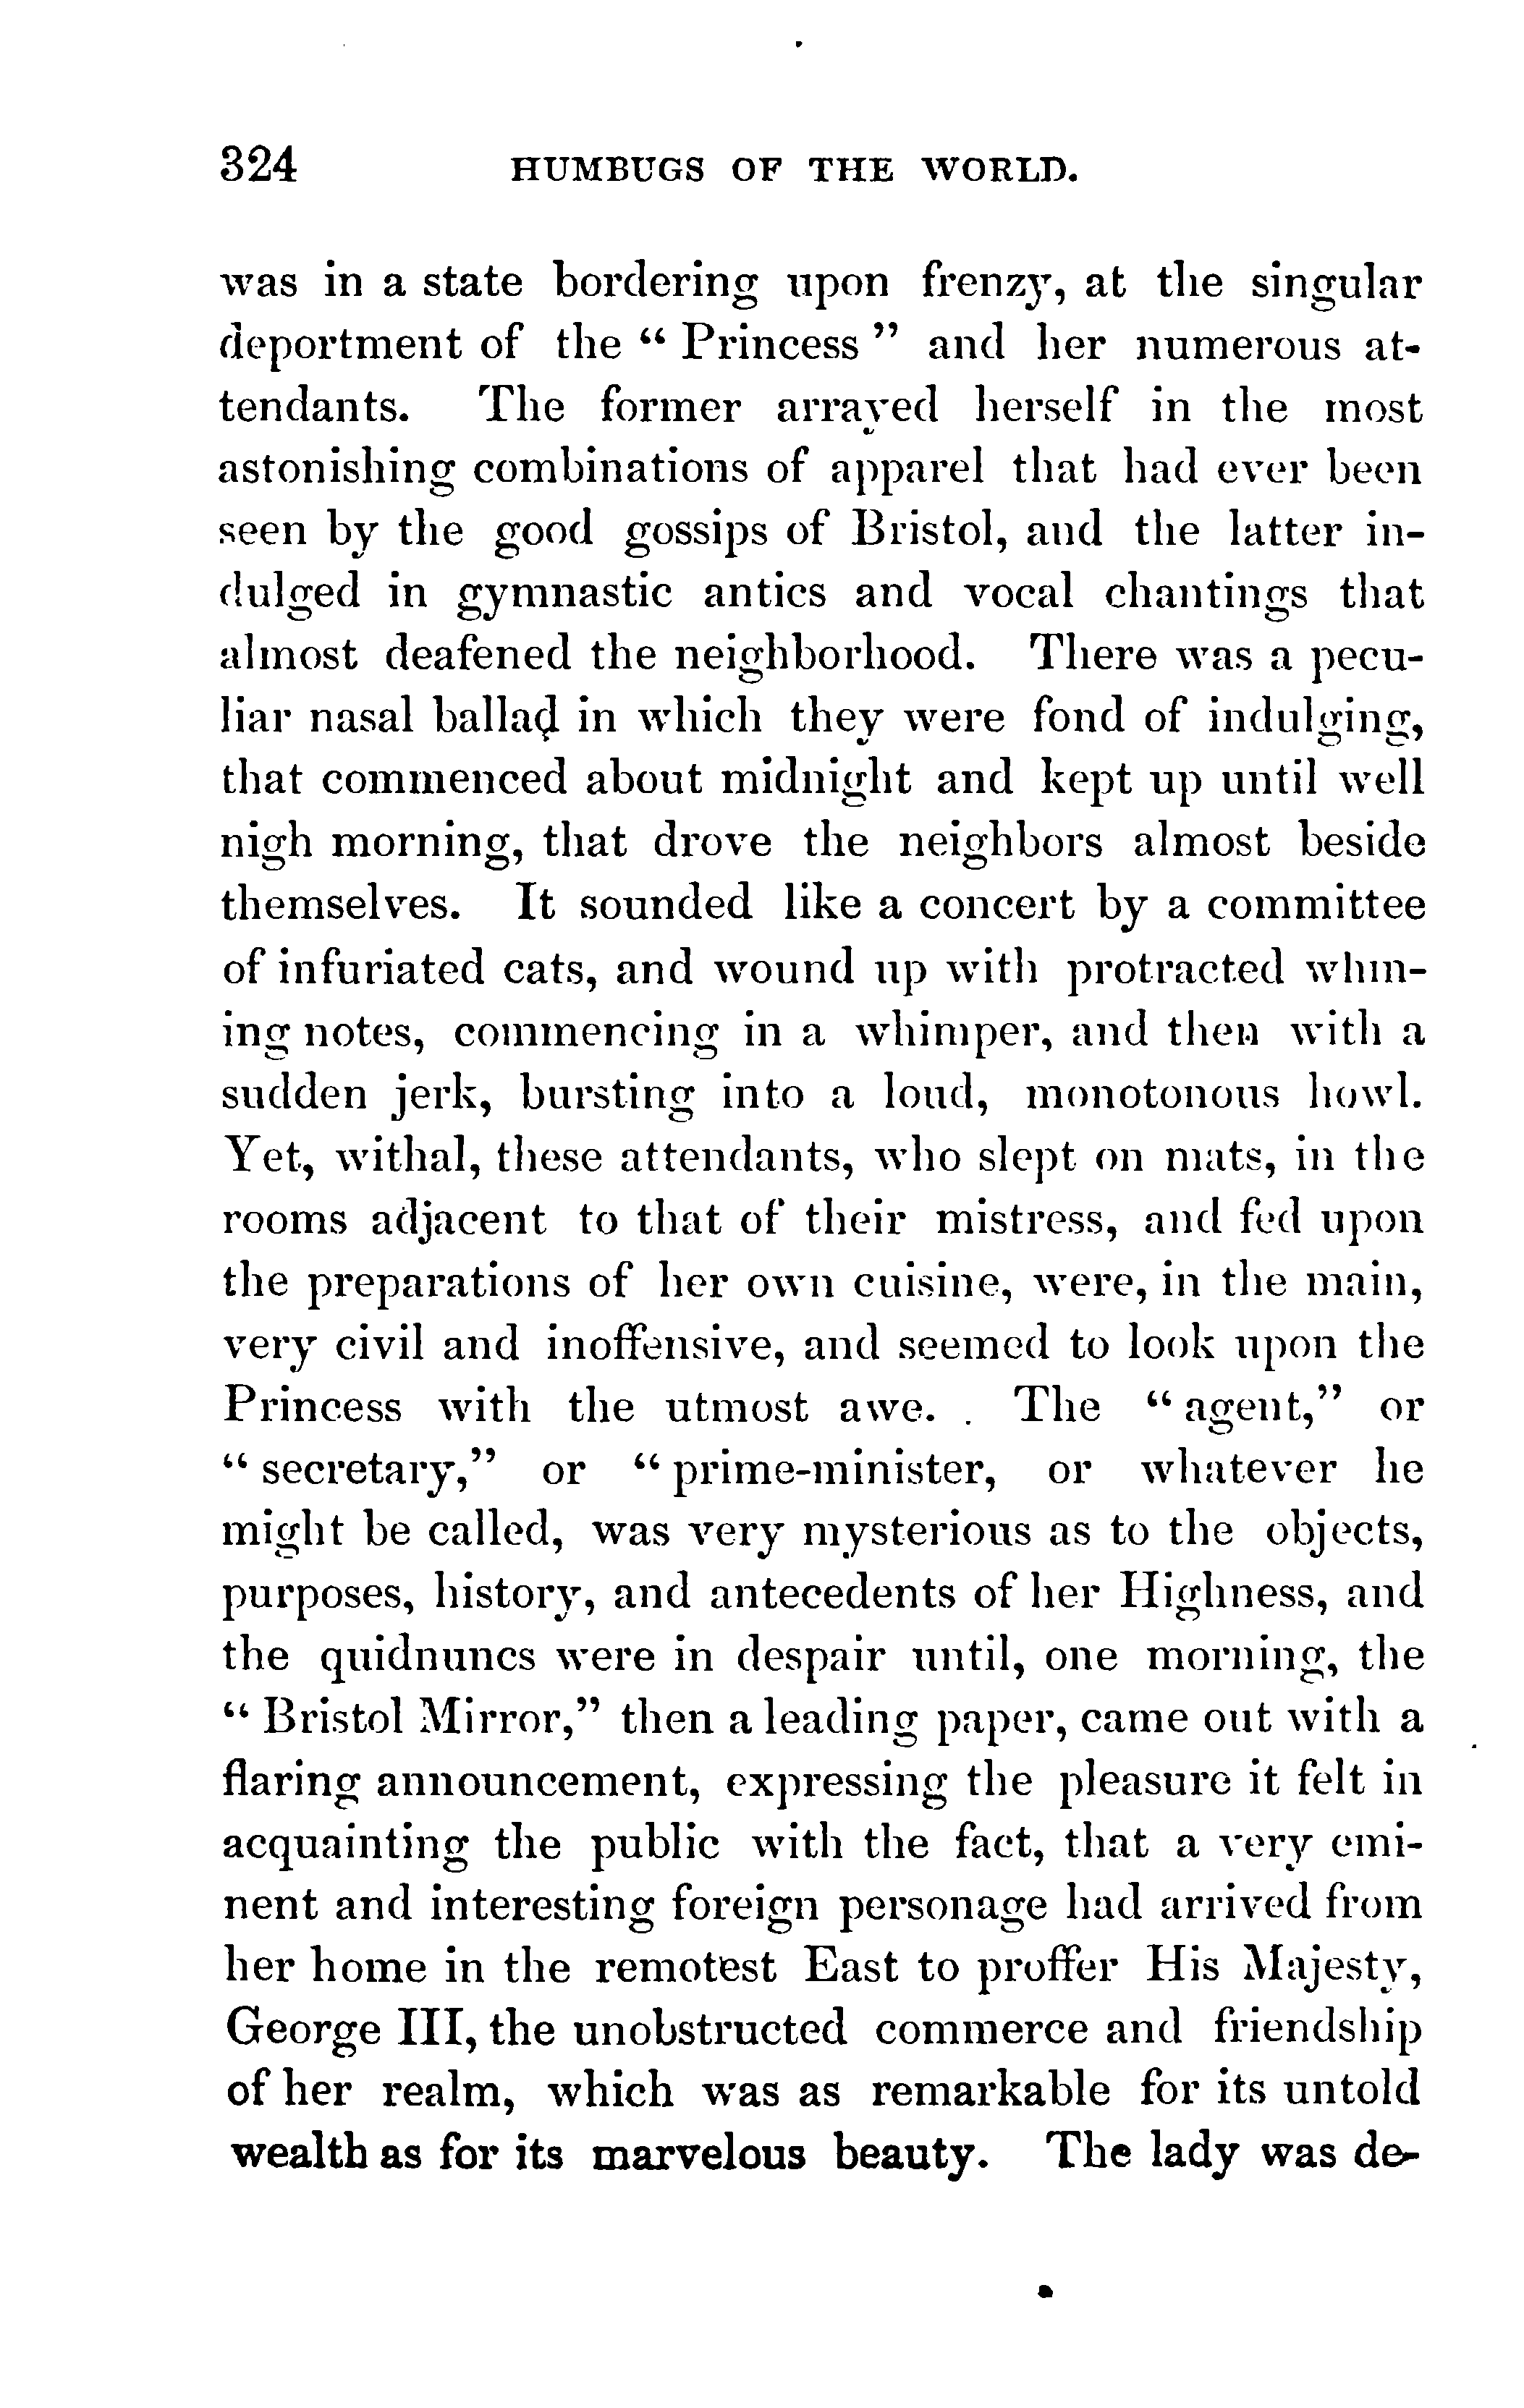 324 HUMBUGS OF THE WORLD.
was in a state bordering upon frenzy, at the singular
deportment of the “ Princess ” and her numerous at-
tendants. The former arrayed herself in the most
astonishing combinations of apparel that had ever been
seen by the good gossips of Bristol, and the latter in-
dulged in gymnastic antics and vocal chantings that
almost deafened the neighborhood. There was a pecu-
liar nasal ballad in which they were fond of indulging,
that commenced about midnight and kept up until well
nigh morning, that drove the neighbors almost beside
themselves. It sounded like a concert by a committee
of infuriated cats, and wound up with protracted whin-
ing notes, commencing in a whimper, and then with a
sudden jerk, bursting into a loud, monotonous howl.
Yet, withal, these attendants, who slept on mats, in the
rooms adjacent to that of their mistress, and fed upon
the preparations of her own cuisine, were, in the main,
very civil and inoffensive, and seemed to look upon the
Princess with the utmost awe. . The “ agent,” or
“ secretary,” or “ prime-minister, or whatever he
might be called, was very mysterious as to the objects,
purposes, history, and antecedents of her Highness, and
the quidnuncs were in despair until, one morning, the
“ Bristol Mirror,” then a leading paper, came out with a
flaring announcement, expressing the pleasure it felt in
acquainting the public with the fact, that a very emi-
nent and interesting foreign personage had arrived from
her home in the remotest East to proffer His Majesty,
George III, the unobstructed commerce and friendship
of her realm, which was as remarkable for its untold
wealth as for its marvelous beauty. The lady was de-